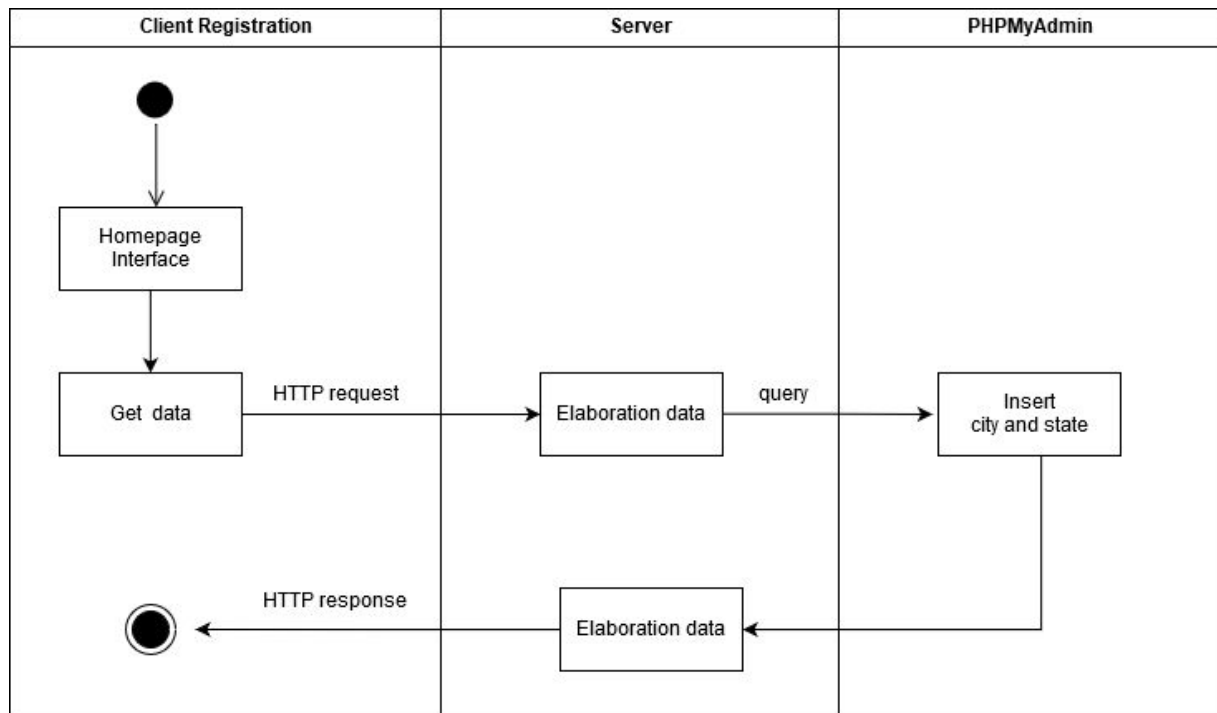 Client Registration
Server
PHPMyAdmin
Homepage
Interface
Get data
HTTP request
Elaboration data
query
Insert
city and state
HTTP response
Elaboration data